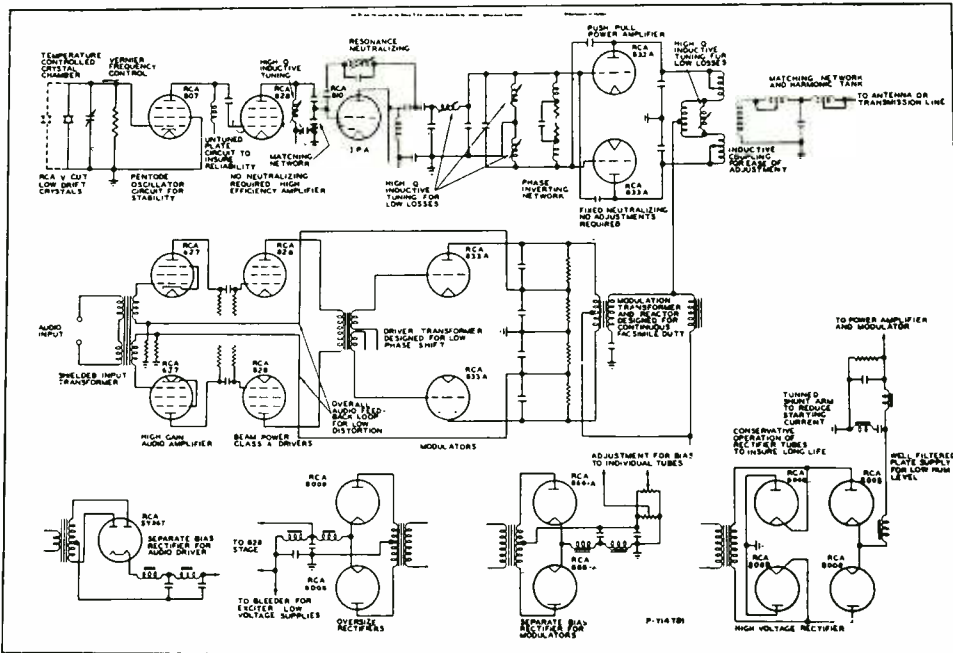 TEMPERATURE
CONTROLLED
CRYSTAL
CHAMBER
VERNIER
FREQUENCY
CONTROL
RCA
807
HIGH Q
INDUCTIVE
TUNING
RCA
828
RESONANCE
NEUTRALIZING
RCA
810
IPA
PUSH PULL
POWER AMPLIFIER
RCA
833 A
HIGH Q
INDUCTIVE
TUNING FOR
LOW LOSSES
MATCHING NETWORK
AND HARMONIC TANK
TO ANTENNA OR
TRANSMISSION LINE
RCA V CUT
LOW DRIFT
CRYSTALS
PENTODE
OSCILLATOR
CIRCUIT FOR
STABILITY
UNTUNED
PLATE
CIRCUIT TO
INSURE
RELIABILITY
MATCHING
NETWORK
NO NEUTRALIZING
REQUIRED HIGH
EFFICIENCY AMPLIFIER
HIGH Q
INDUCTIVE
TUNING FOR
LOW LOSSES
PHASE
INVERTING
NETWORK
RCA
833 A
FIXED NEUTRALIZING
NO ADJUSTMENTS
REQUIRED
INDUCTIVE
COUPLING
FOR EASE OF
ADJUSTMENT
AUDIO
INPUT
SHIELDED INPUT
TRANSFORMER
RCA
627
RCA
828
RCA
627
RCA
828
HIGH GAIN
AUDIO AMPLIFIER
BEAM POWER
CLASS A DRIVERS
OVERALL
AUDIO FEED-
BACK LOOP
FOR LOW
DISTORTION
DRIVER TRANSFORMER
DESIGNED FOR LOW
PHASE SHIFT
RCA
833 A
RCA
833 A
MODULATORS
MODULATION
TRANSFORMER
AND REACTOR
DESIGNED FOR
CONTINUOUS
FACSIMILE DUTY
TO POWER AMPLIFIER
AND MODULATOR
TUNED
SHUNT ARM
TO REDUCE
STARTING
CURRENT
CONSERVATIVE
OPERATION OF
RECTIFIER TUBES
TO INSURE LONG LIFE
WELL FILTERED
PLATE SUPPLY
FOR LOW HUM
LEVEL
RCA
5Y3GT
SEPARATE BIAS
RECTIFIER FOR
AUDIO DRIVER
TO 828
STAGE
TO BLEEDER FOR
EXCITER LOW
VOLTAGE SUPPLIES
RCA
8008
RCA
8008
OVERSIZE
RECTIFIERS
ADJUSTMENT FOR BIAS
TO INDIVIDUAL TUBES
RCA
866-A
RCA
866-A
SEPARATE BIAS
RECTIFIER FOR
MODULATORS
P-714781
RCA
8008
RCA
8008
RCA
8008
RCA
8008
HIGH VOLTAGE RECTIFIER